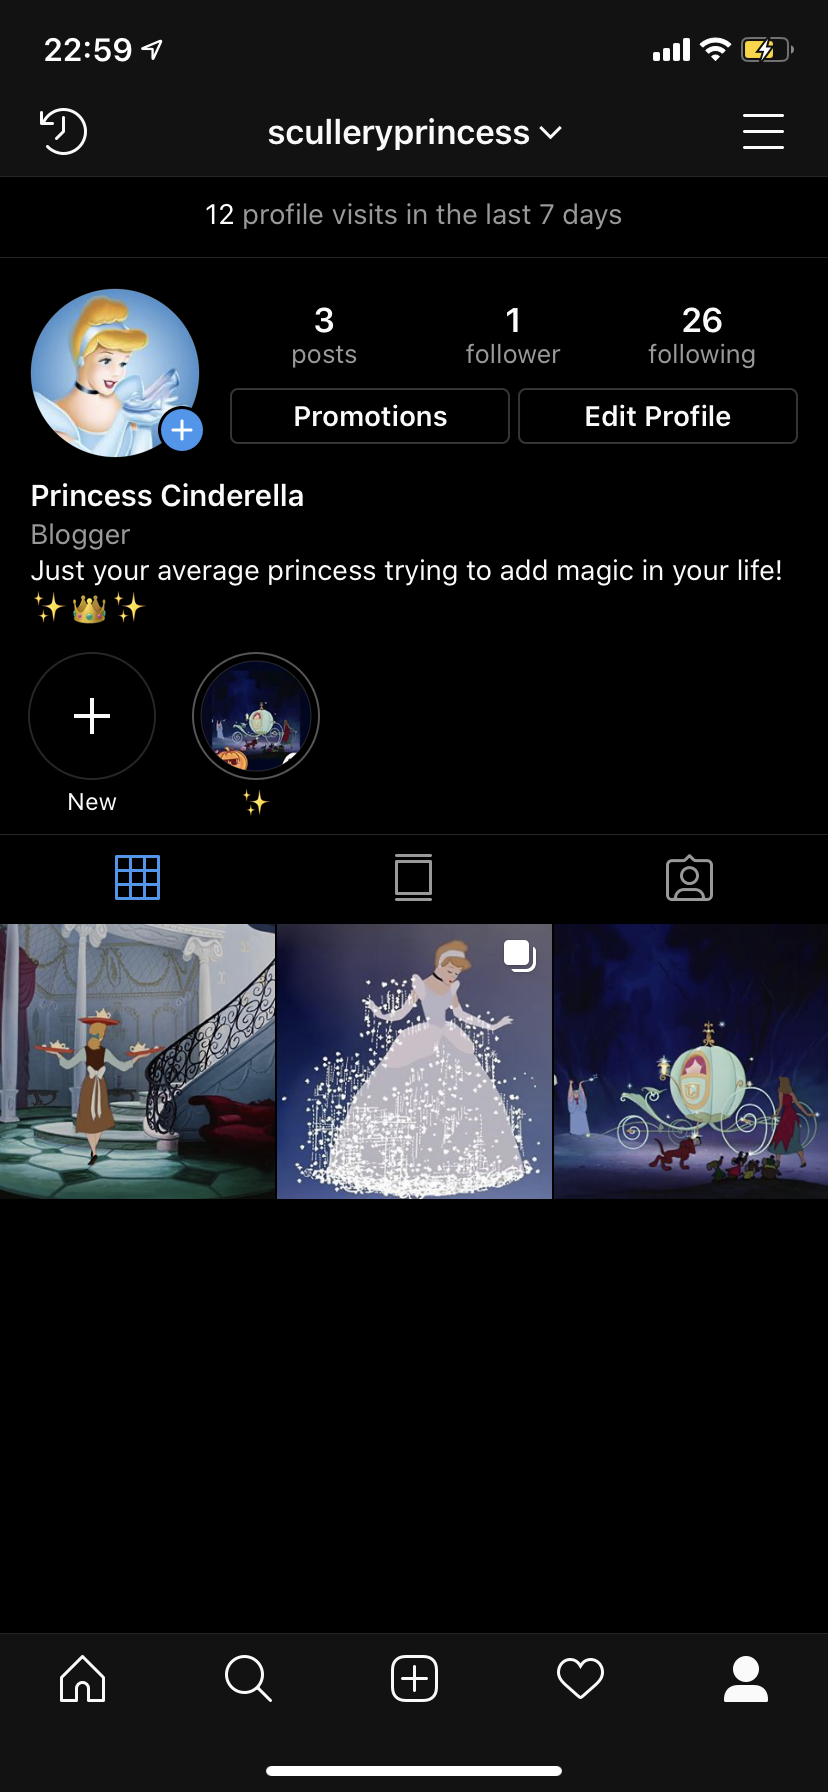 22:59
sculleryprincess
12 profile visits in the last 7 days
3 1 26
posts follower following
Promotions Edit Profile
Princess Cinderella
Blogger
Just your average princess trying to add magic in your life!
✨👑✨
New ✨